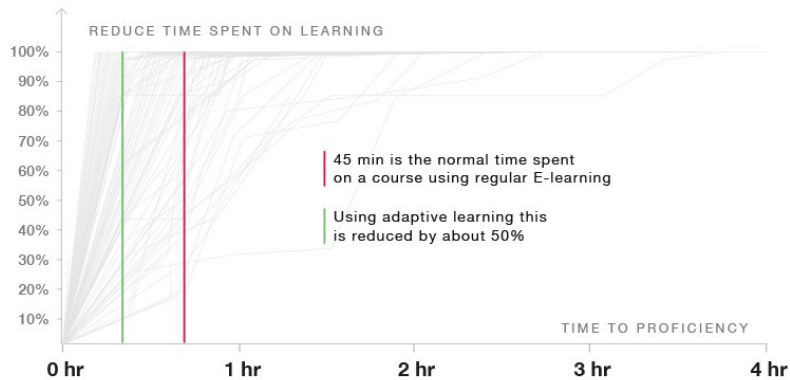 REDUCE TIME SPENT ON LEARNING
100%
90%
80%
70%
60%
50%
40%
30%
20%
10%
45 min is the normal time spent
on a course using regular E-learning
Using adaptive learning this
is reduced by about 50%
TIME TO PROFICIENCY
0 hr
1 hr
2 hr
3 hr
4 hr